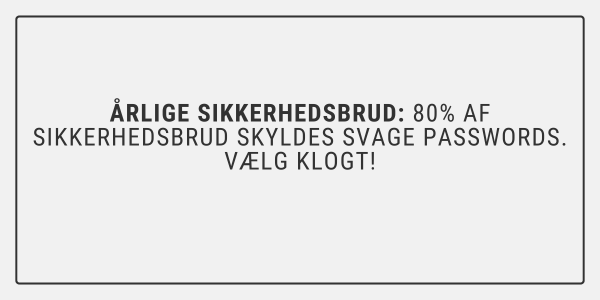 ÅRLIGE SIKKERHEDSBRUD: 80% AF
SIKKERHEDSBRUD SKYLDES SVAGE PASSWORDS.
VÆLG KLOGT!